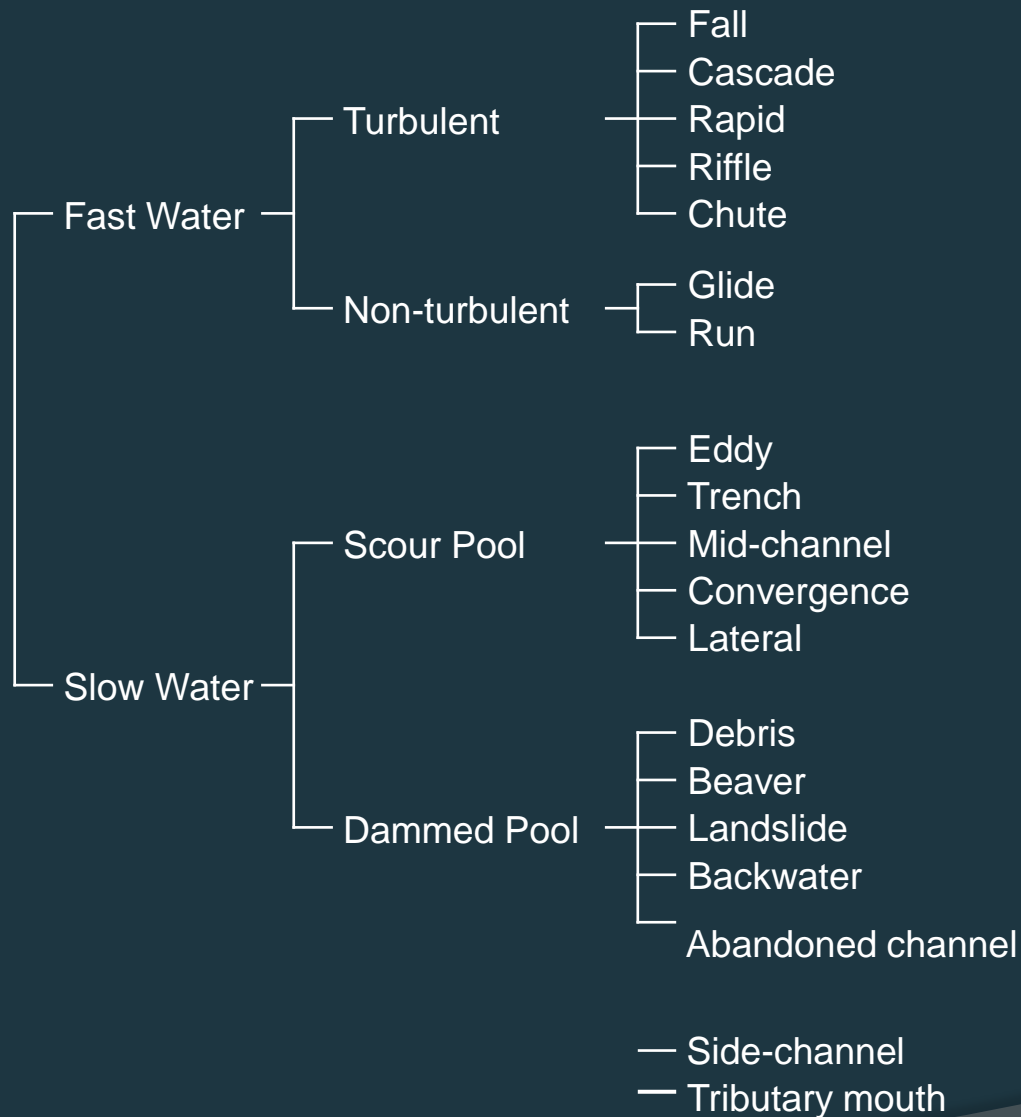 Fall
Cascade
Turbulent
Rapid
Riffle
Fast Water
Chute
Glide
Non-turbulent
Run
Eddy
Trench
Scour Pool
Mid-channel
Convergence
Lateral
Slow Water
Debris
Beaver
Dammed Pool
Landslide
Backwater
Abandoned channel
Side-channel
Tributary mouth